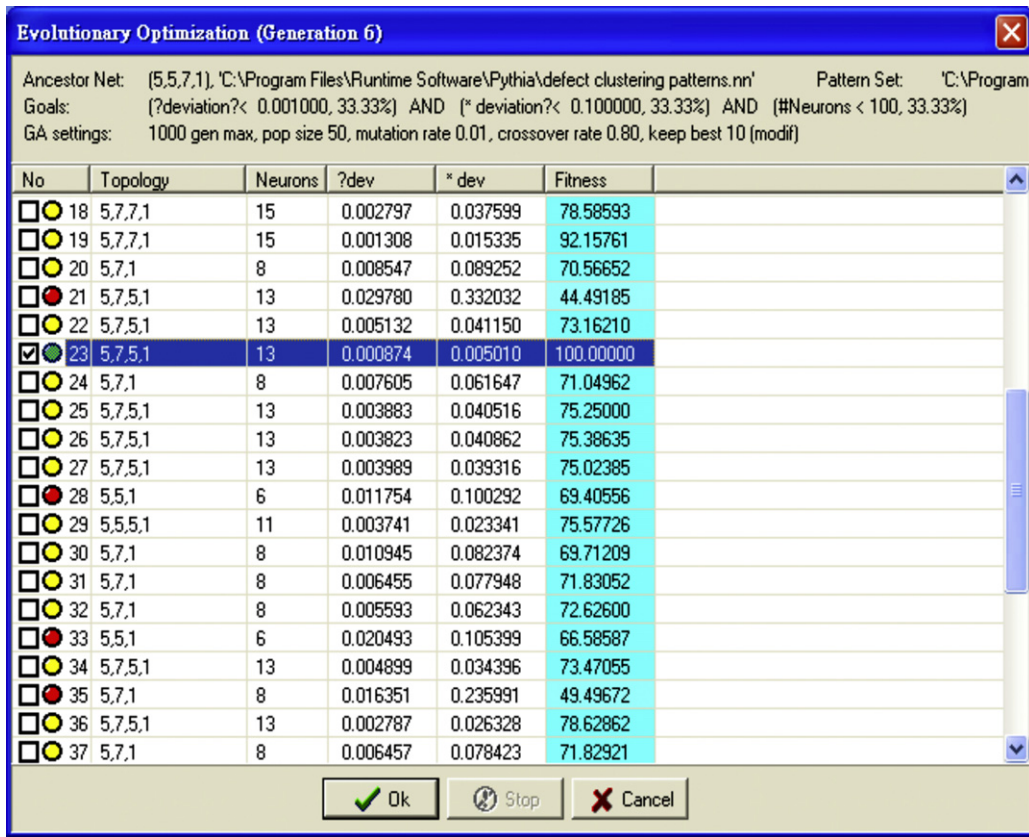 Evolutionary Optimization (Generation 6)
Ancestor Net: (5,5,7,1), 'C:\Program Files\Runtime Software\Pythia\defect clustering patterns.nn' Pattern Set: 'C:\Program
Goals: (?deviation?< 0.001000, 33.33%) AND (* deviation?< 0.100000, 33.33%) AND (#Neurons < 100, 33.33%)
GA settings: 1000 gen max, pop size 50, mutation rate 0.01, crossover rate 0.80, keep best 10 (modif)
No Topology Neurons ?dev * dev Fitness
18 5,7,7,1 15 0.002797 0.037599 78.58593
19 5,7,7,1 15 0.001308 0.015335 92.15761
20 5,7,1 8 0.008547 0.089252 70.56652
21 5,7,5,1 13 0.029780 0.332032 44.49185
22 5,7,5,1 13 0.005132 0.041150 73.16210
23 5,7,5,1 13 0.000874 0.005010 100.00000
24 5,7,1 8 0.007605 0.061647 71.04962
25 5,7,5,1 13 0.003883 0.040516 75.25000
26 5,7,5,1 13 0.003823 0.040862 75.38635
27 5,7,5,1 13 0.003989 0.039316 75.02385
28 5,5,1 6 0.011754 0.100292 69.40556
29 5,5,5,1 11 0.003741 0.023341 75.57726
30 5,7,1 8 0.010945 0.082374 69.71209
31 5,7,1 8 0.006455 0.077948 71.83052
32 5,7,1 8 0.005593 0.062343 72.62600
33 5,5,1 6 0.020493 0.105399 66.58587
34 5,7,5,1 13 0.004899 0.034396 73.47055
35 5,7,1 8 0.016351 0.235991 49.49672
36 5,7,5,1 13 0.002787 0.026328 78.62862
37 5,7,1 8 0.006457 0.078423 71.82921
Ok Stop Cancel